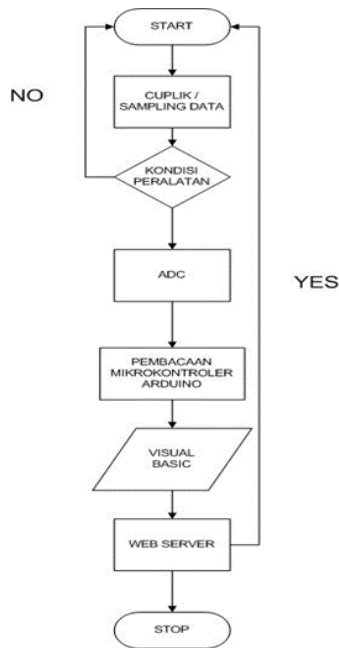 START
NO
CUPLIK /
SAMPLING DATA
KONDISI
PERALATAN
ADC
YES
PEMBACAAN
MIKROKONTROLER
ARDUINO
VISUAL
BASIC
WEB SERVER
STOP